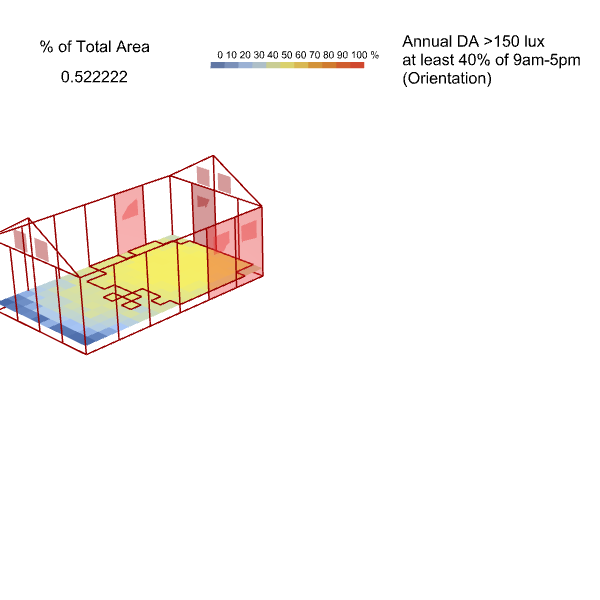 % of Total Area
0.522222
0 10 20 30 40 50 60 70 80 90 100 %
Annual DA >150 lux
at least 40% of 9am-5pm
(Orientation)